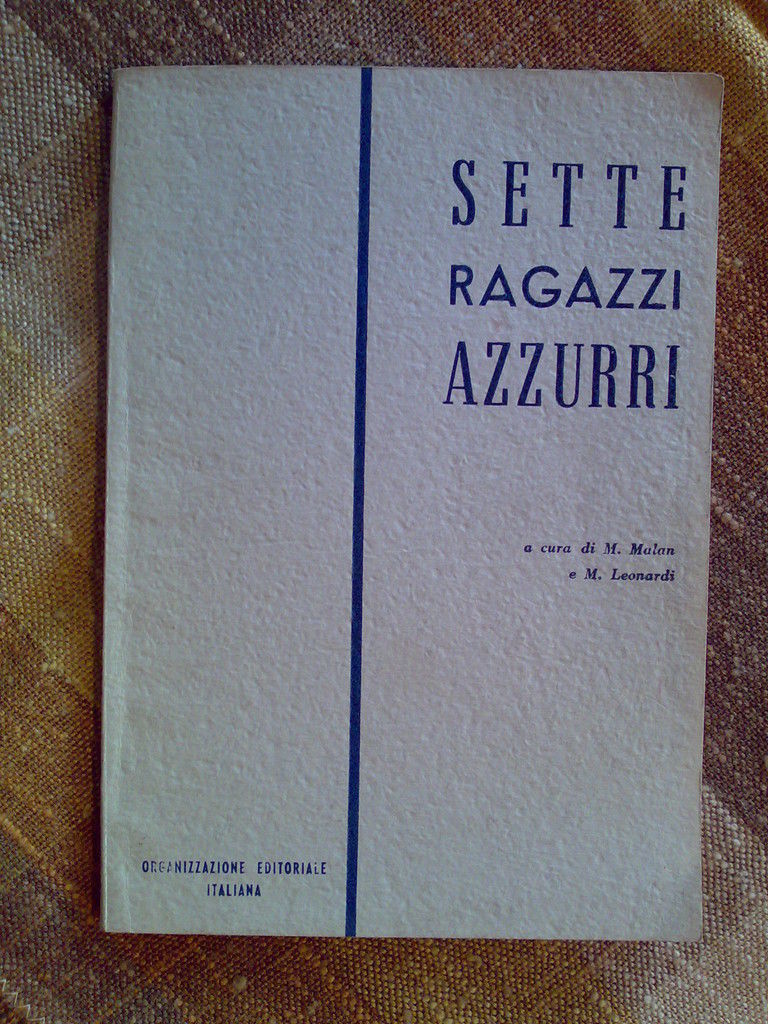 SETTE
RAGAZZI
AZZURRI
a cura di M. Malan
e M. Leonardi
ORGANIZZAZIONE EDITORIALE
ITALIANA